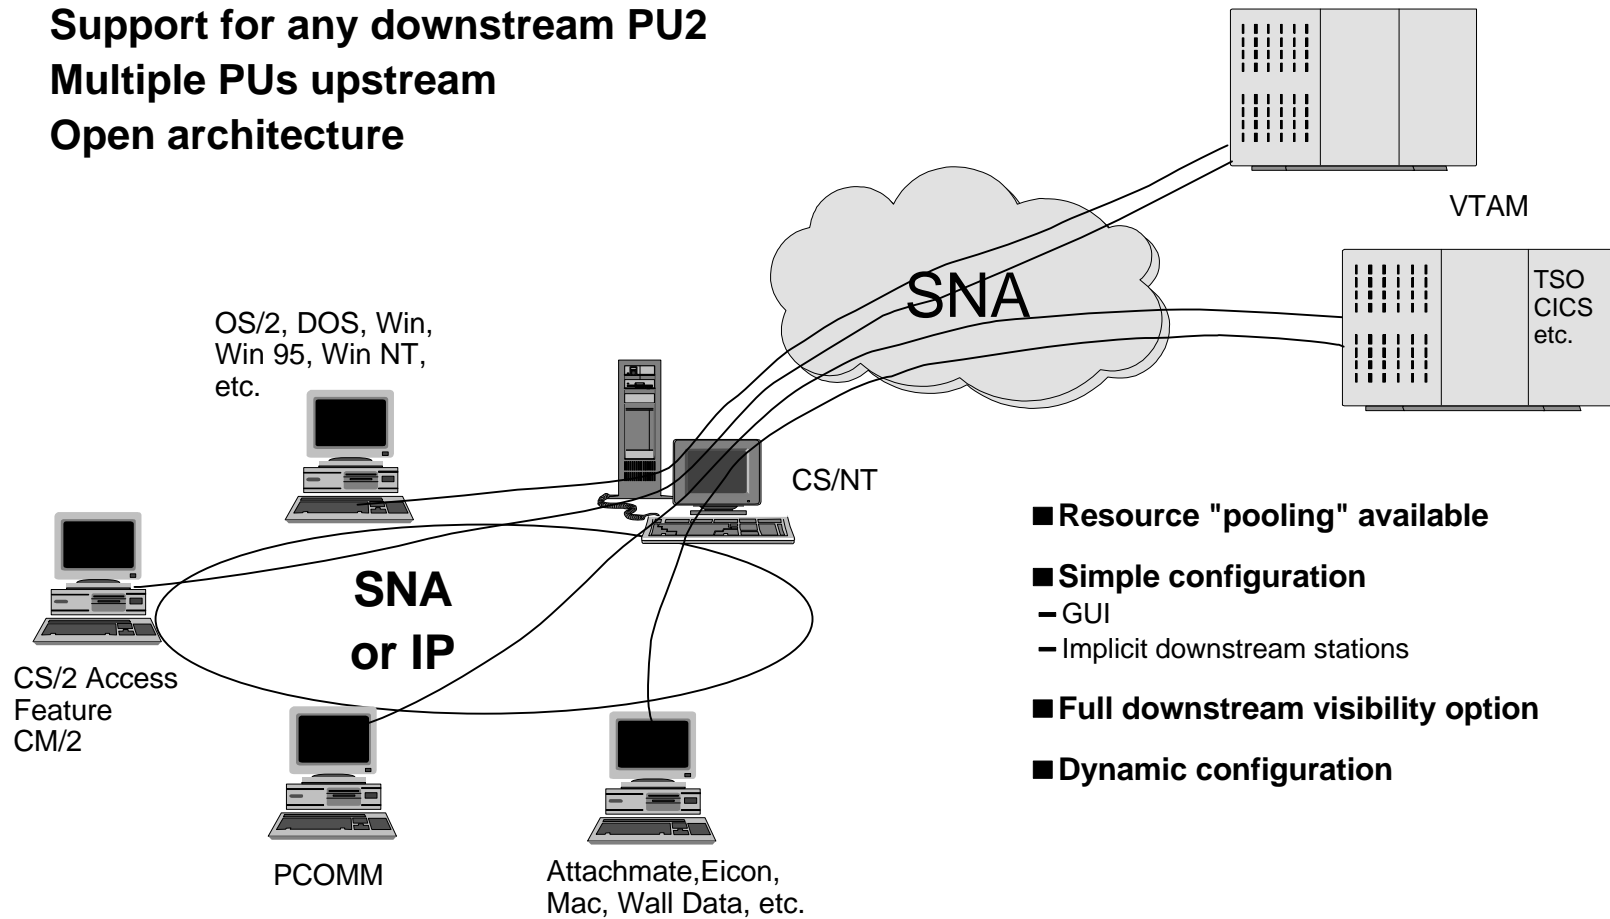 Support for any downstream PU2
Multiple PUs upstream
Open architecture
VTAM
SNA
TSO
CICS
etc.
OS/2, DOS, Win,
Win 95, Win NT,
etc.
CS/NT
SNA
or IP
CS/2 Access
Feature
CM/2
PCOMM
Attachmate,Eicon,
Mac, Wall Data, etc.
■ Resource "pooling" available
■ Simple configuration
– GUI
– Implicit downstream stations
■ Full downstream visibility option
■ Dynamic configuration